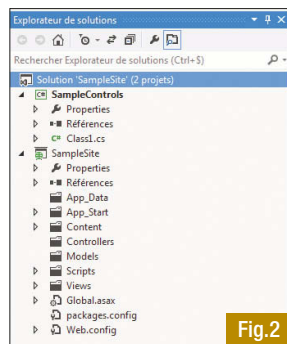 Explorateur de solutions
Rechercher Explorateur de solutions (Ctrl+$)
Solution 'SampleSite' (2 projets)
C# SampleControls
Properties
Références
C# Class1.cs
SampleSite
Properties
Références
App_Data
App_Start
Content
Controllers
Models
Scripts
Views
Global.asax
packages.config
Web.config
Fig.2